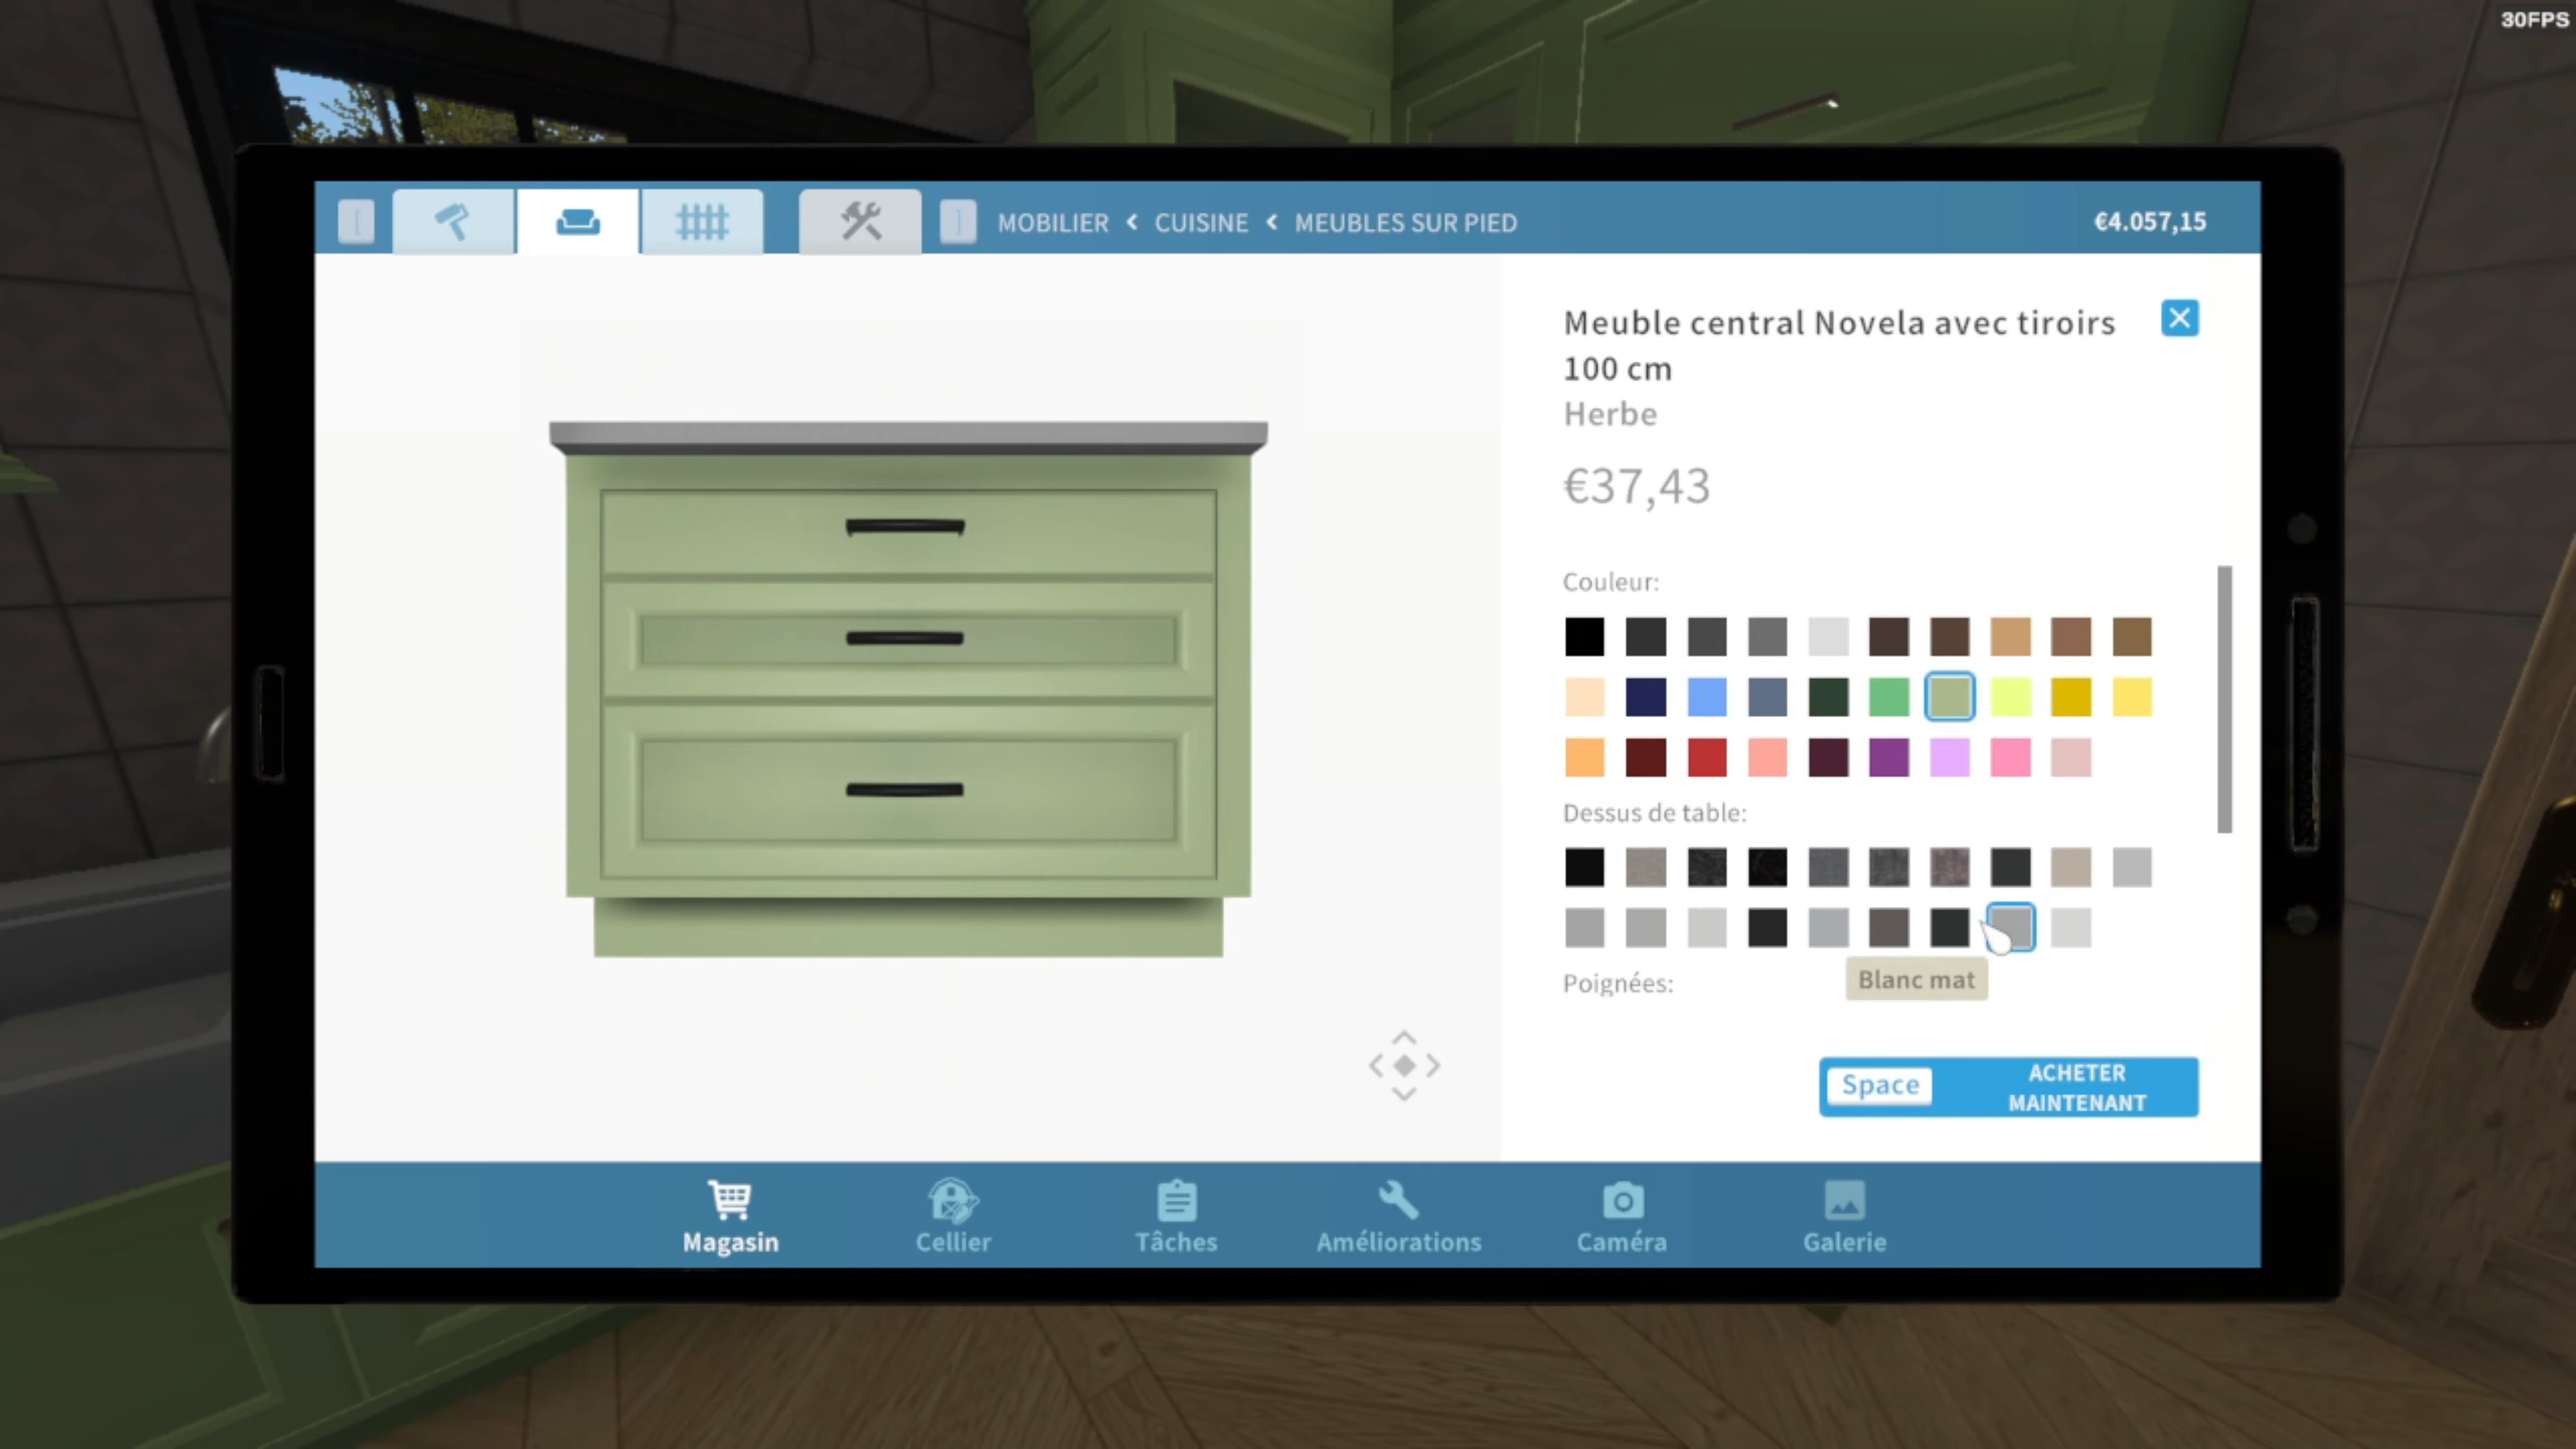 30FPS
[
]
MOBILIER < CUISINE < MEUBLES SUR PIED
€4.057,15
Meuble central Novela avec tiroirs
100 cm
Herbe
€37,43
Couleur:
Dessus de table:
Blanc mat
Poignées:
Space
ACHETER
MAINTENANT
Magasin
Cellier
Tâches
Améliorations
Caméra
Galerie